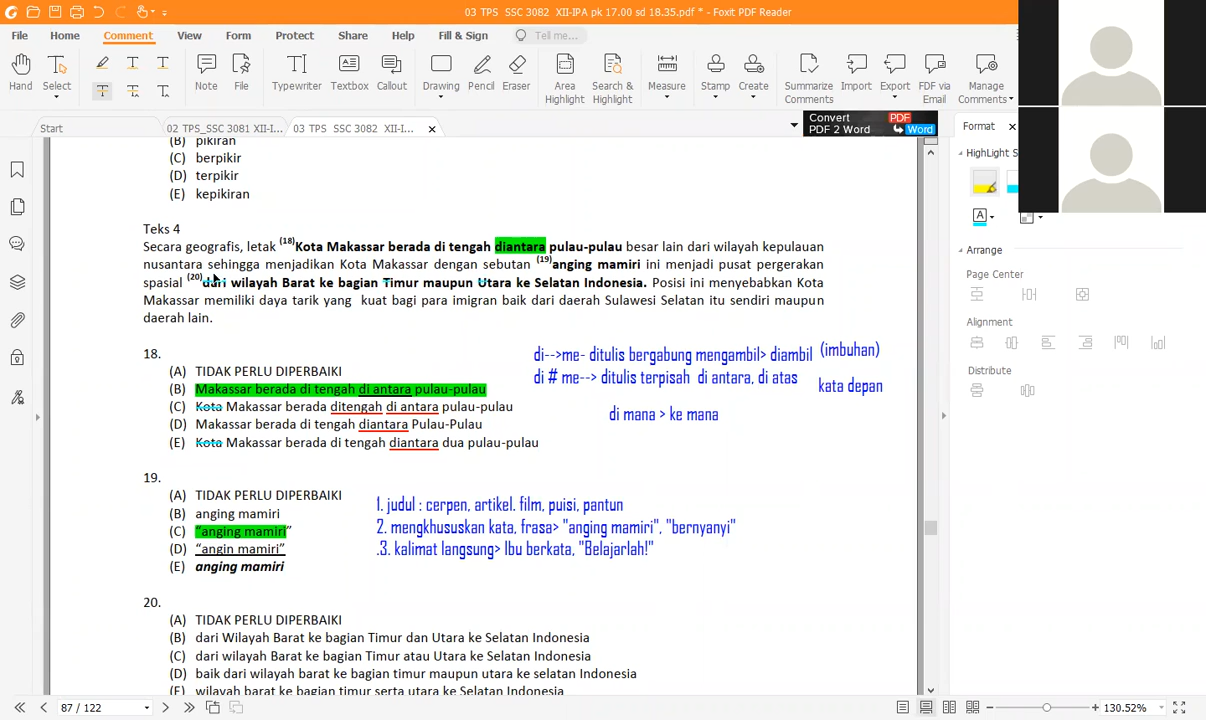 03 TPS SSC 3082 XII-IPA pk 17.00 sd 18.35.pdf * - Foxit PDF Reader
File Home Comment View Form Protect Share Help Fill & Sign Tell me...
Hand Select Note File Typewriter Textbox Callout Drawing Pencil Eraser Area Highlight Search & Highlight Measure Stamp Create Summarize Comments Import Export PDF via Email Manage Comments
Start 02 TPS_SSC 3081 XII-I... 03 TPS SSC 3082 XII-I...
Convert PDF
PDF 2 Word Word
Format
HighLight S
Arrange
Page Center
Alignment
Distribute
(B) pikiran
(C) berpikir
(D) terpikir
(E) kepikiran
Teks 4
Secara geografis, letak (18)Kota Makassar berada di tengah diantara pulau-pulau besar lain dari wilayah kepulauan
nusantara sehingga menjadikan Kota Makassar dengan sebutan (19)anging mamiri ini menjadi pusat pergerakan
spasial (20)dari wilayah Barat ke bagian Timur maupun Utara ke Selatan Indonesia. Posisi ini menyebabkan Kota
Makassar memiliki daya tarik yang kuat bagi para imigran baik dari daerah Sulawesi Selatan itu sendiri maupun
daerah lain.
18.
(A) TIDAK PERLU DIPERBAIKI
(B) Makassar berada di tengah di antara pulau-pulau
(C) Kota Makassar berada ditengah di antara pulau-pulau
(D) Makassar berada di tengah diantara Pulau-Pulau
(E) Kota Makassar berada di tengah diantara dua pulau-pulau
di-->me- ditulis bergabung mengambil> diambil (imbuhan)
di # me--> ditulis terpisah di antara, di atas kata depan
di mana > ke mana
19.
(A) TIDAK PERLU DIPERBAIKI
(B) anging mamiri
(C) “anging mamiri”
(D) “angin mamiri”
(E) anging mamiri
1. judul : cerpen, artikel. film, puisi, pantun
2. mengkhususkan kata, frasa> "anging mamiri", "bernyanyi"
.3. kalimat langsung> Ibu berkata, "Belajarlah!"
20.
(A) TIDAK PERLU DIPERBAIKI
(B) dari Wilayah Barat ke bagian Timur dan Utara ke Selatan Indonesia
(C) dari wilayah Barat ke bagian Timur atau Utara ke Selatan Indonesia
(D) baik dari wilayah barat ke bagian timur maupun utara ke selatan Indonesia
(E) wilayah barat ke bagian timur serta utara ke Selatan Indonesia
87 / 122
130.52%